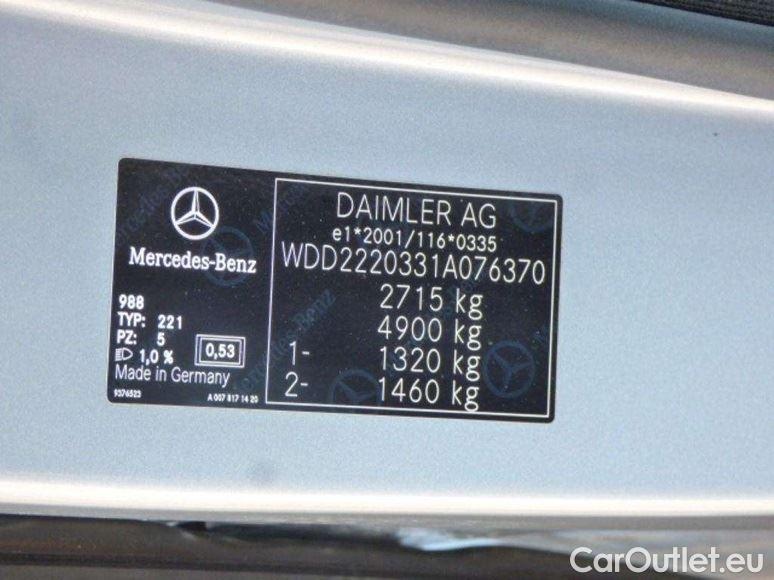 Mercedes-Benz
988
TYP: 221
PZ: 5
1,0 %
0,53
Made in Germany
9376523
A 007 817 14 20
DAIMLER AG
e1*2001/116*0335
WDD2220331A076370
2715 kg
4900 kg
1- 1320 kg
2- 1460 kg
CarOutlet.eu